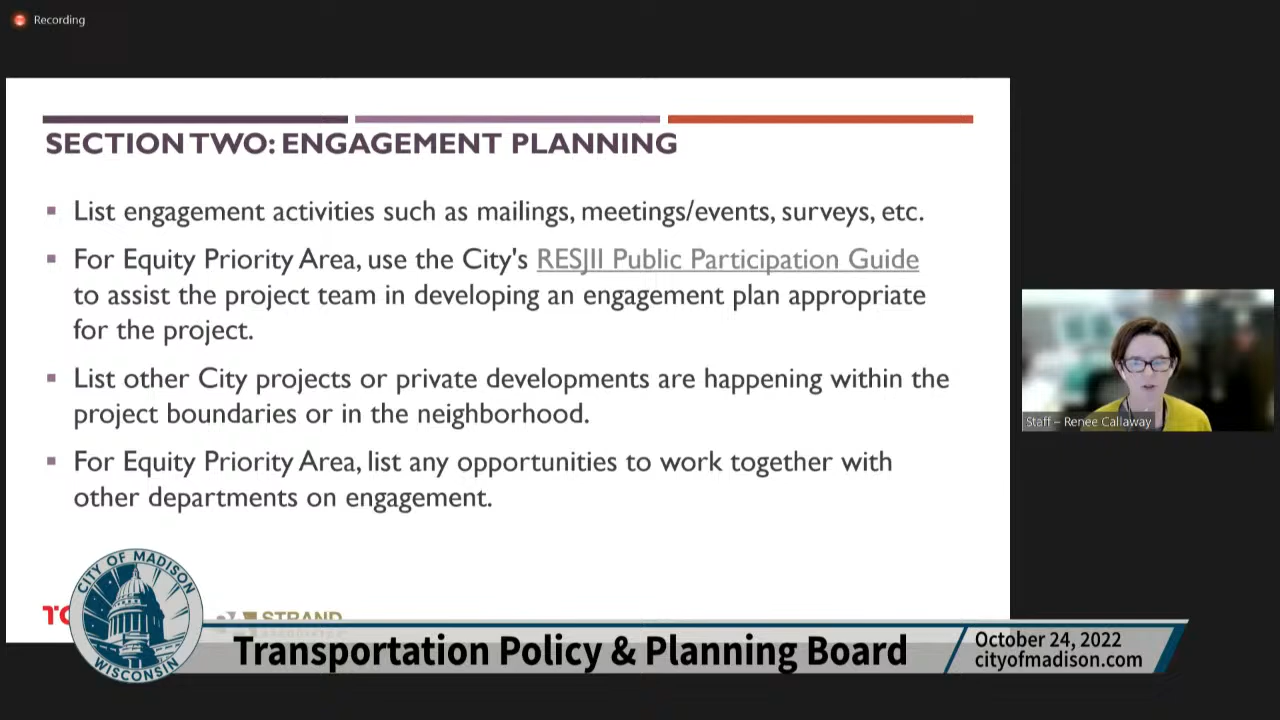 Recording
SECTION TWO: ENGAGEMENT PLANNING
List engagement activities such as mailings, meetings/events, surveys, etc.
For Equity Priority Area, use the City's RESJII Public Participation Guide
to assist the project team in developing an engagement plan appropriate
for the project.
List other City projects or private developments are happening within the
project boundaries or in the neighborhood.
For Equity Priority Area, list any opportunities to work together with
other departments on engagement.
Staff – Renee Callaway
CITY OF MADISON
WISCONSIN
STRAND
Transportation Policy & Planning Board
October 24, 2022
cityofmadison.com